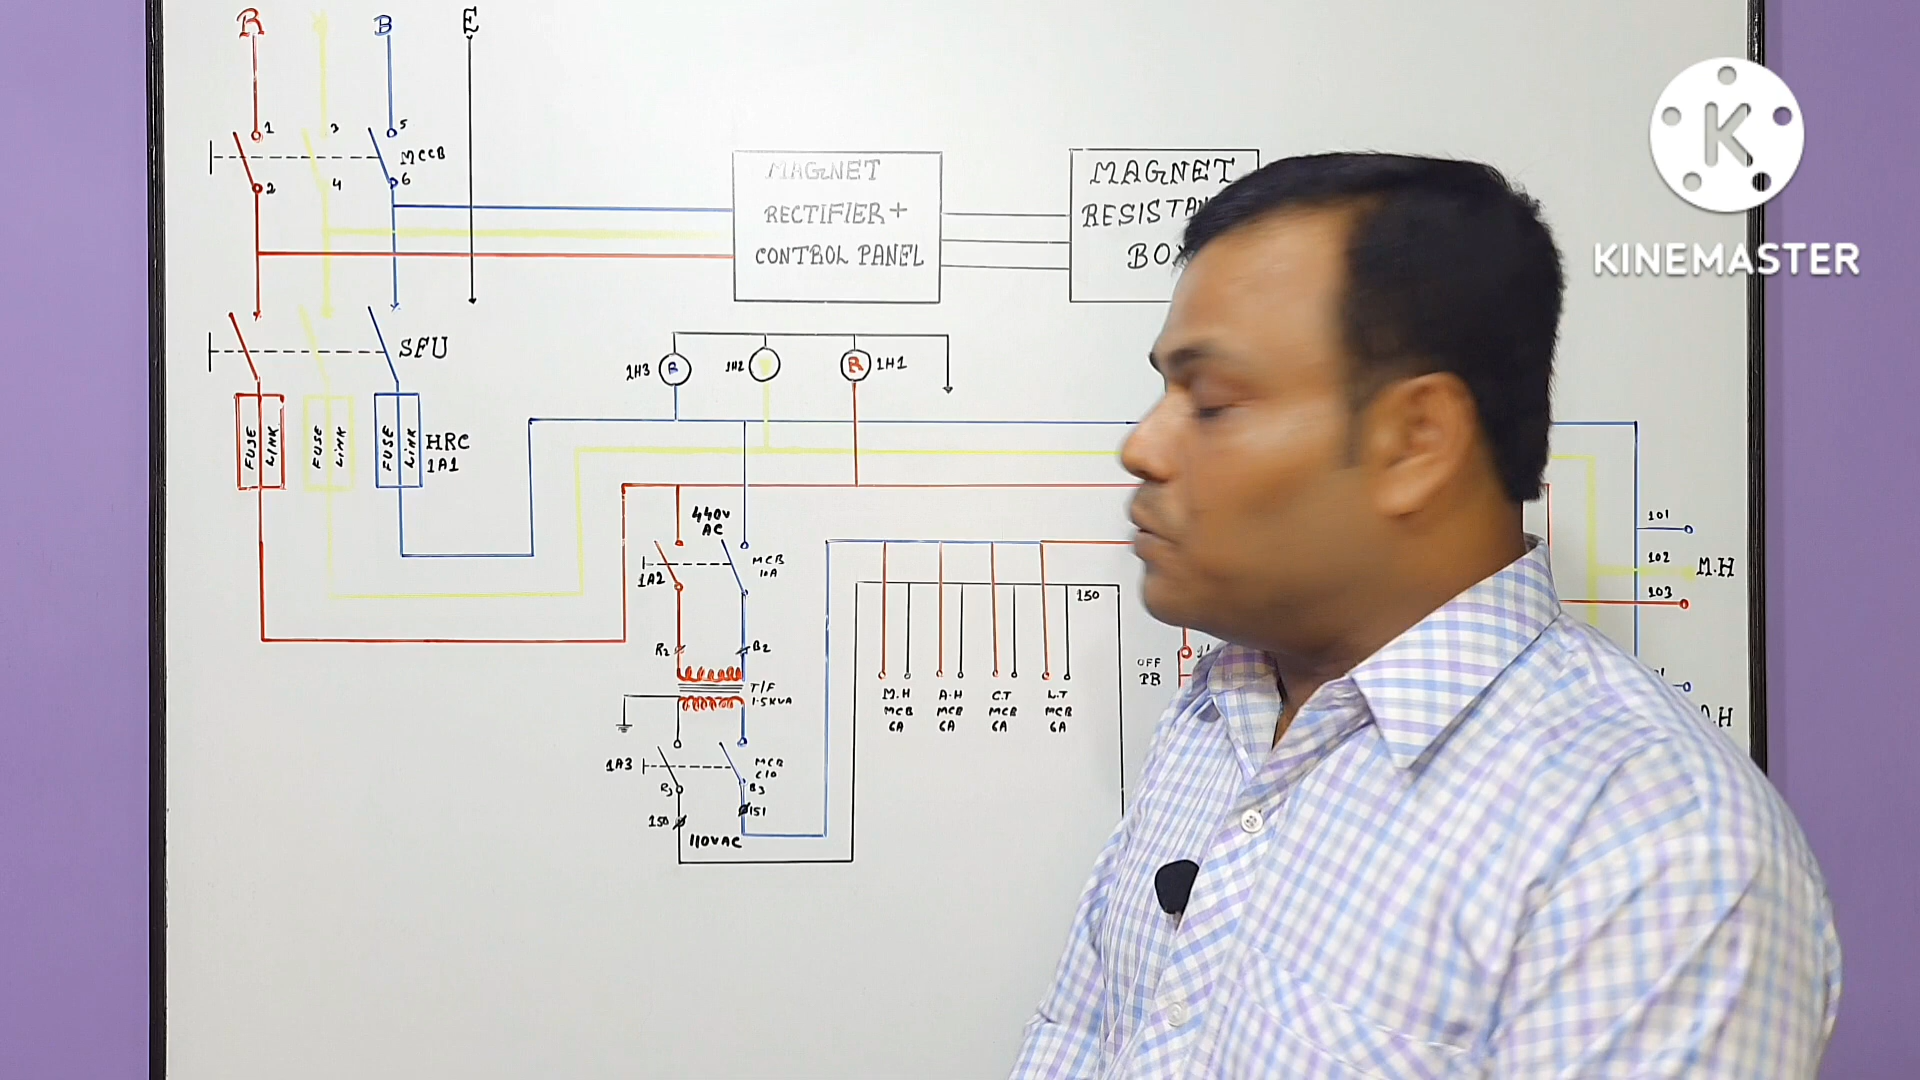 R
B
E
1
3
5
MCCB
2
4
6
MAGNET
RECTIFIER+
CONTROL PANEL
MAGNET
BOX
KINEMASTER
SFU
1H2
R
1H1
B
FUSE LINK
FUSE LINK
FUSE LINK
HRC
1A1
440V
AC
MCB
10A
1A2
R2
B2
T/F
1.5KVA
1A3
MCB
C10
R3
B3
150
151
110VAC
150
M.H
MCB
6A
A.H
MCB
6A
C.T
MCB
6A
L.T
MCB
6A
OFF
PB
101
102
M.H
103